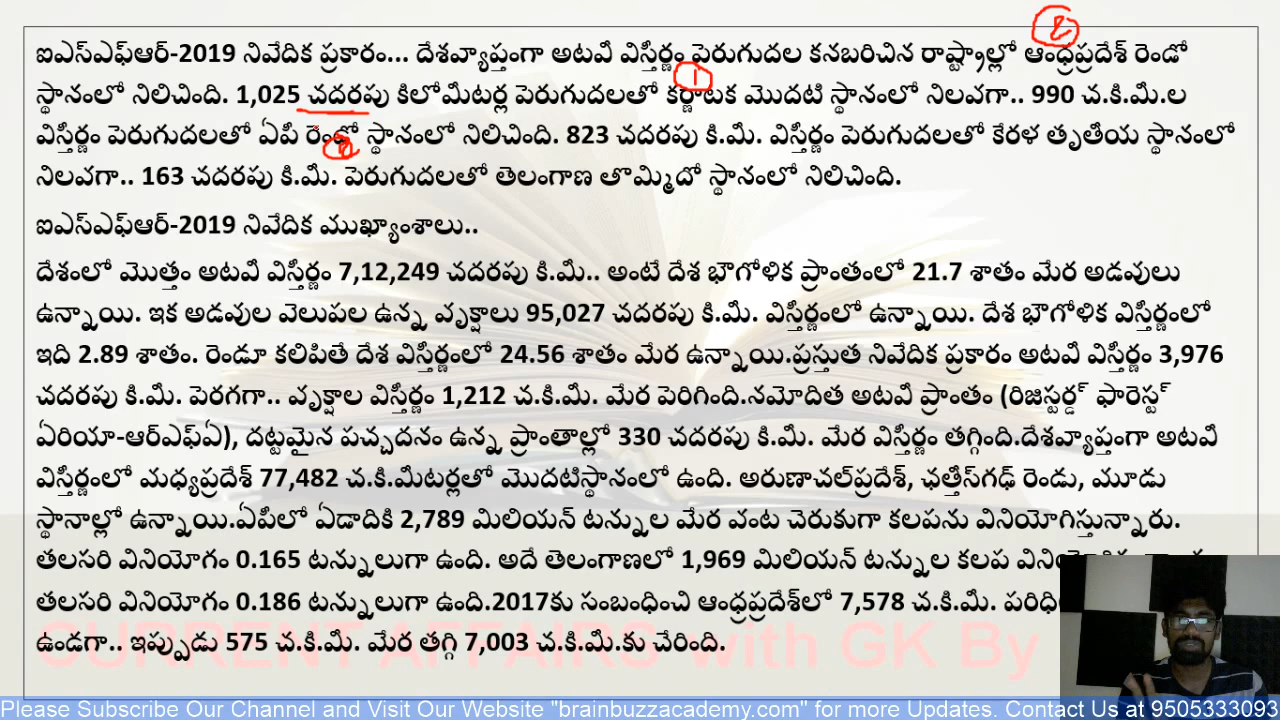 ఐఎస్ఎఫ్ఆర్-2019 నివేదిక ప్రకారం... దేశవ్యాప్తంగా అటవీ విస్తీర్ణం పెరుగుదల కనబరిచిన రాష్ట్రాల్లో ఆంధ్రప్రదేశ్ రెండో
స్థానంలో నిలిచింది. 1,025 చదరపు కిలోమీటర్ల పెరుగుదలతో కర్ణాటక మొదటి స్థానంలో నిలవగా.. 990 చ.కి.మీ.ల
విస్తీర్ణం పెరుగుదలతో ఏపీ రెండో స్థానంలో నిలిచింది. 823 చదరపు కి.మీ. విస్తీర్ణం పెరుగుదలతో కేరళ తృతీయ స్థానంలో
నిలవగా.. 163 చదరపు కి.మీ. పెరుగుదలతో తెలంగాణ తొమ్మిదో స్థానంలో నిలిచింది.
ఐఎస్ఎఫ్ఆర్-2019 నివేదిక ముఖ్యాంశాలు..
దేశంలో మొత్తం అటవీ విస్తీర్ణం 7,12,249 చదరపు కి.మీ.. అంటే దేశ భౌగోళిక ప్రాంతంలో 21.7 శాతం మేర అడవులు
ఉన్నాయి. ఇక అడవుల వెలుపల ఉన్న వృక్షాలు 95,027 చదరపు కి.మీ. విస్తీర్ణంలో ఉన్నాయి. దేశ భౌగోళిక విస్తీర్ణంలో
ఇది 2.89 శాతం. రెండూ కలిపితే దేశ విస్తీర్ణంలో 24.56 శాతం మేర ఉన్నాయి.ప్రస్తుత నివేదిక ప్రకారం అటవీ విస్తీర్ణం 3,976
చదరపు కి.మీ. పెరగగా.. వృక్షాల విస్తీర్ణం 1,212 చ.కి.మీ. మేర పెరిగింది.నమోదిత అటవీ ప్రాంతం (రిజిస్టర్డ్ ఫారెస్ట్
ఏరియా-ఆర్ఎఫ్ఏ), దట్టమైన పచ్చదనం ఉన్న ప్రాంతాల్లో 330 చదరపు కి.మీ. మేర విస్తీర్ణం తగ్గింది.దేశవ్యాప్తంగా అటవీ
విస్తీర్ణంలో మధ్యప్రదేశ్ 77,482 చ.కి.మీటర్లతో మొదటిస్థానంలో ఉంది. అరుణాచల్‌ప్రదేశ్, ఛత్తీస్‌గఢ్ రెండు, మూడు
స్థానాల్లో ఉన్నాయి.ఏపీలో ఏడాదికి 2,789 మిలియన్ టన్నుల మేర వంట చెరుకుగా కలపను వినియోగిస్తున్నారు.
తలసరి వినియోగం 0.165 టన్నులుగా ఉంది. అదే తెలంగాణలో 1,969 మిలియన్ టన్నుల కలప
తలసరి వినియోగం 0.186 టన్నులుగా ఉంది.2017కు సంబంధించి ఆంధ్రప్రదేశ్‌లో 7,578 చ.కి.మీ.
ఉండగా.. ఇప్పుడు 575 చ.కి.మీ. మేర తగ్గి 7,003 చ.కి.మీ.కు చేరింది.
CURRENT AFFAIRS with GK By
Please Subscribe Our Channel and Visit Our Website "brainbuzzacademy.com" for more Updates. Contact Us at 9505333093